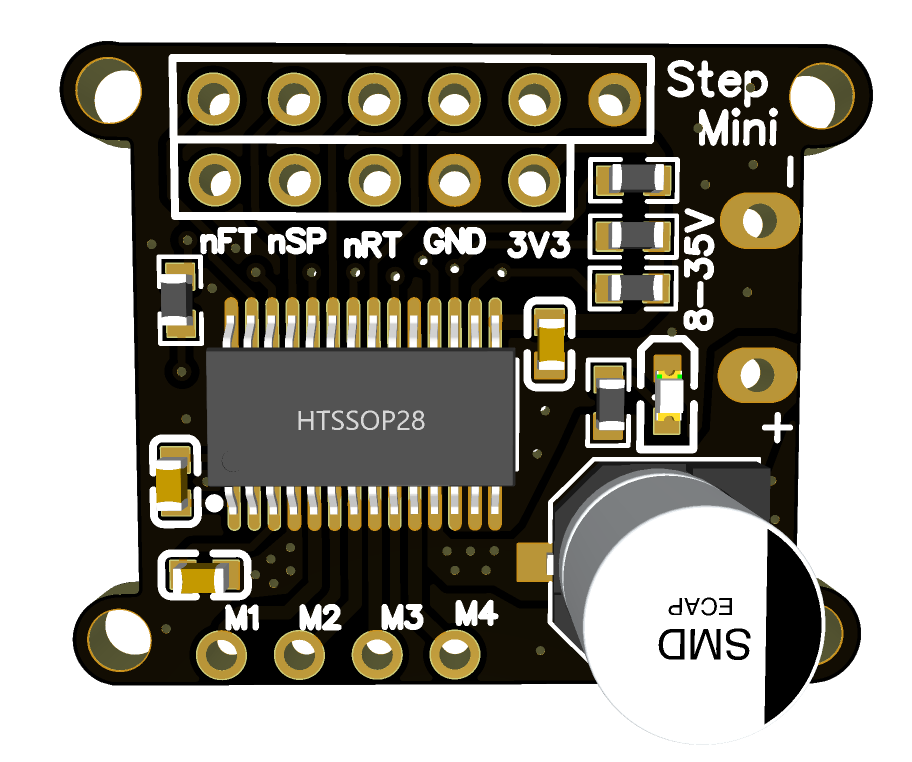 Step
Mini
-
nFT nSP nRT GND 3V3
8-35V
HTSSOP28
+
ECAP
SMD
M1 M2 M3 M4